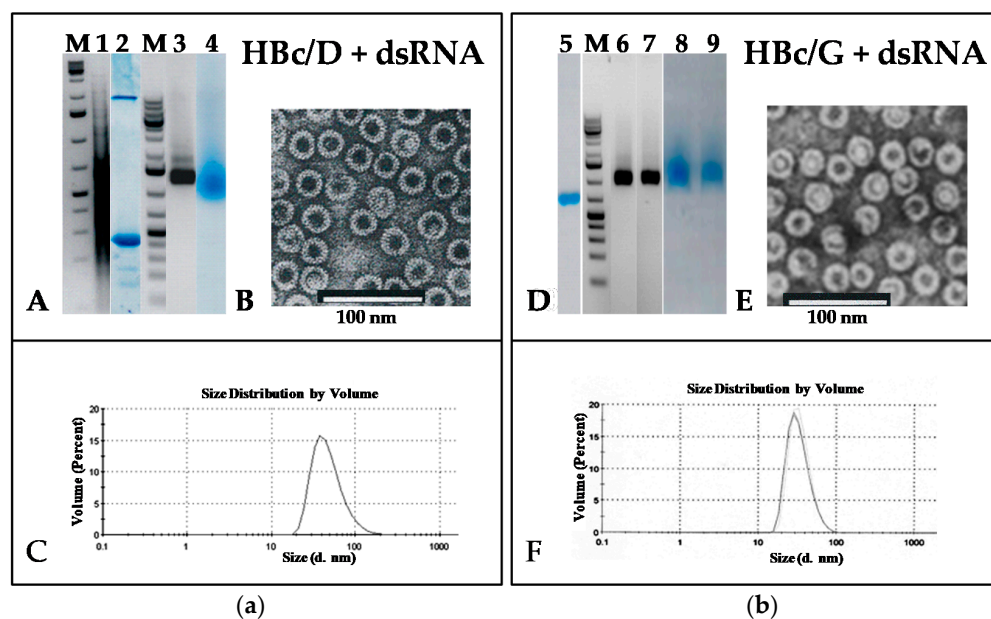 M 1 2 M 3 4
HBc/D + dsRNA
A
B
100 nm
Size Distribution by Volume
Volume (Percent)
20
15
10
5
0
0.1 1 10 100 1000
Size (d. nm)
C
(a)
5 M 6 7 8 9
HBc/G + dsRNA
D
E
100 nm
Size Distribution by Volume
Volume (Percent)
20
15
10
5
0
0.1 1 10 100 1000
Size (d. nm)
F
(b)